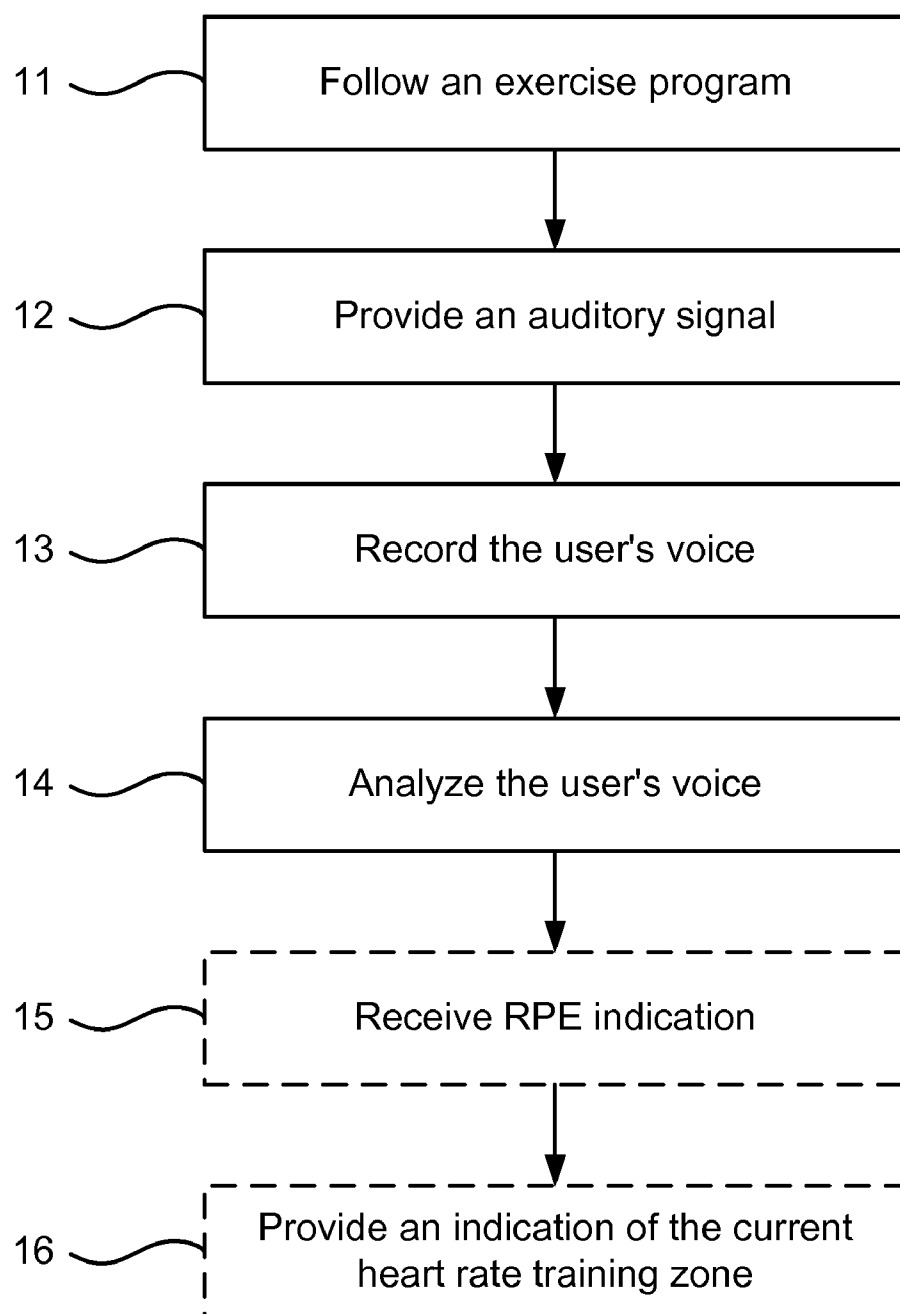 11 Follow an exercise program
12 Provide an auditory signal
13 Record the user's voice
14 Analyze the user's voice
15 Receive RPE indication
16 Provide an indication of the current
heart rate training zone